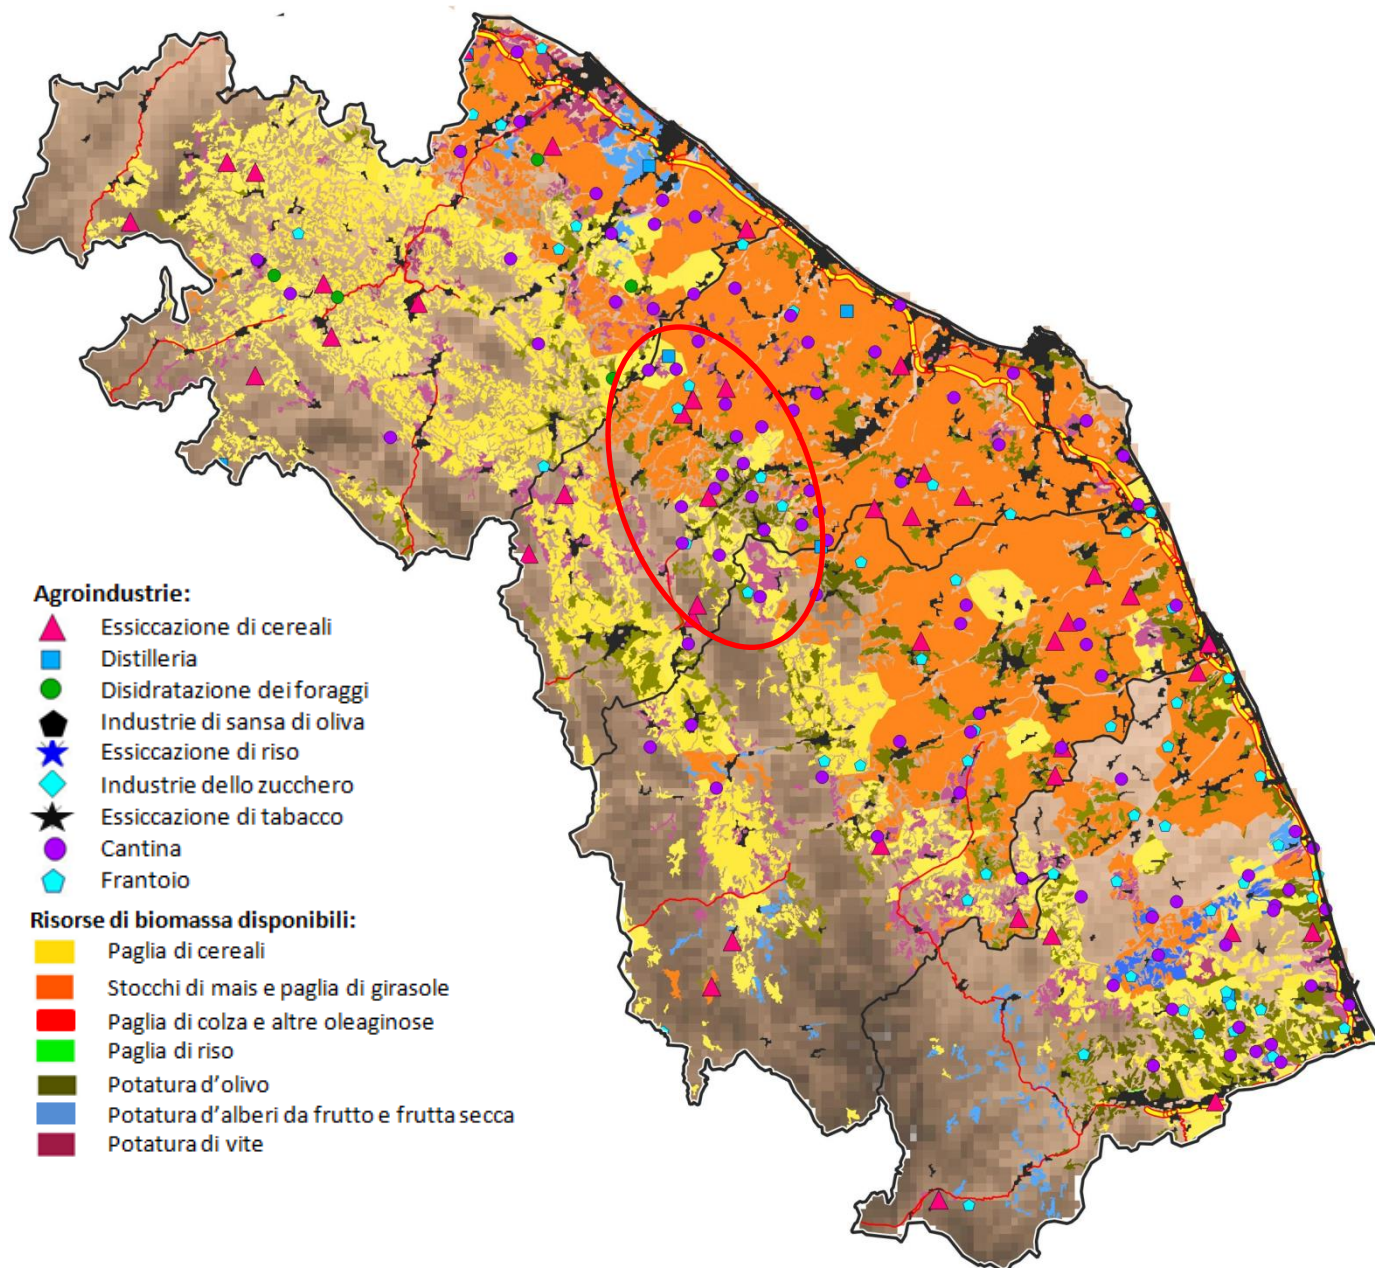 Agroindustrie:
Essiccazione di cereali
Distilleria
Disidratazione dei foraggi
Industrie di sansa di oliva
Essiccazione di riso
Industrie dello zucchero
Essiccazione di tabacco
Cantina
Frantoio
Risorse di biomassa disponibili:
Paglia di cereali
Stocchi di mais e paglia di girasole
Paglia di colza e altre oleaginose
Paglia di riso
Potatura d'olivo
Potatura d'alberi da frutto e frutta secca
Potatura di vite